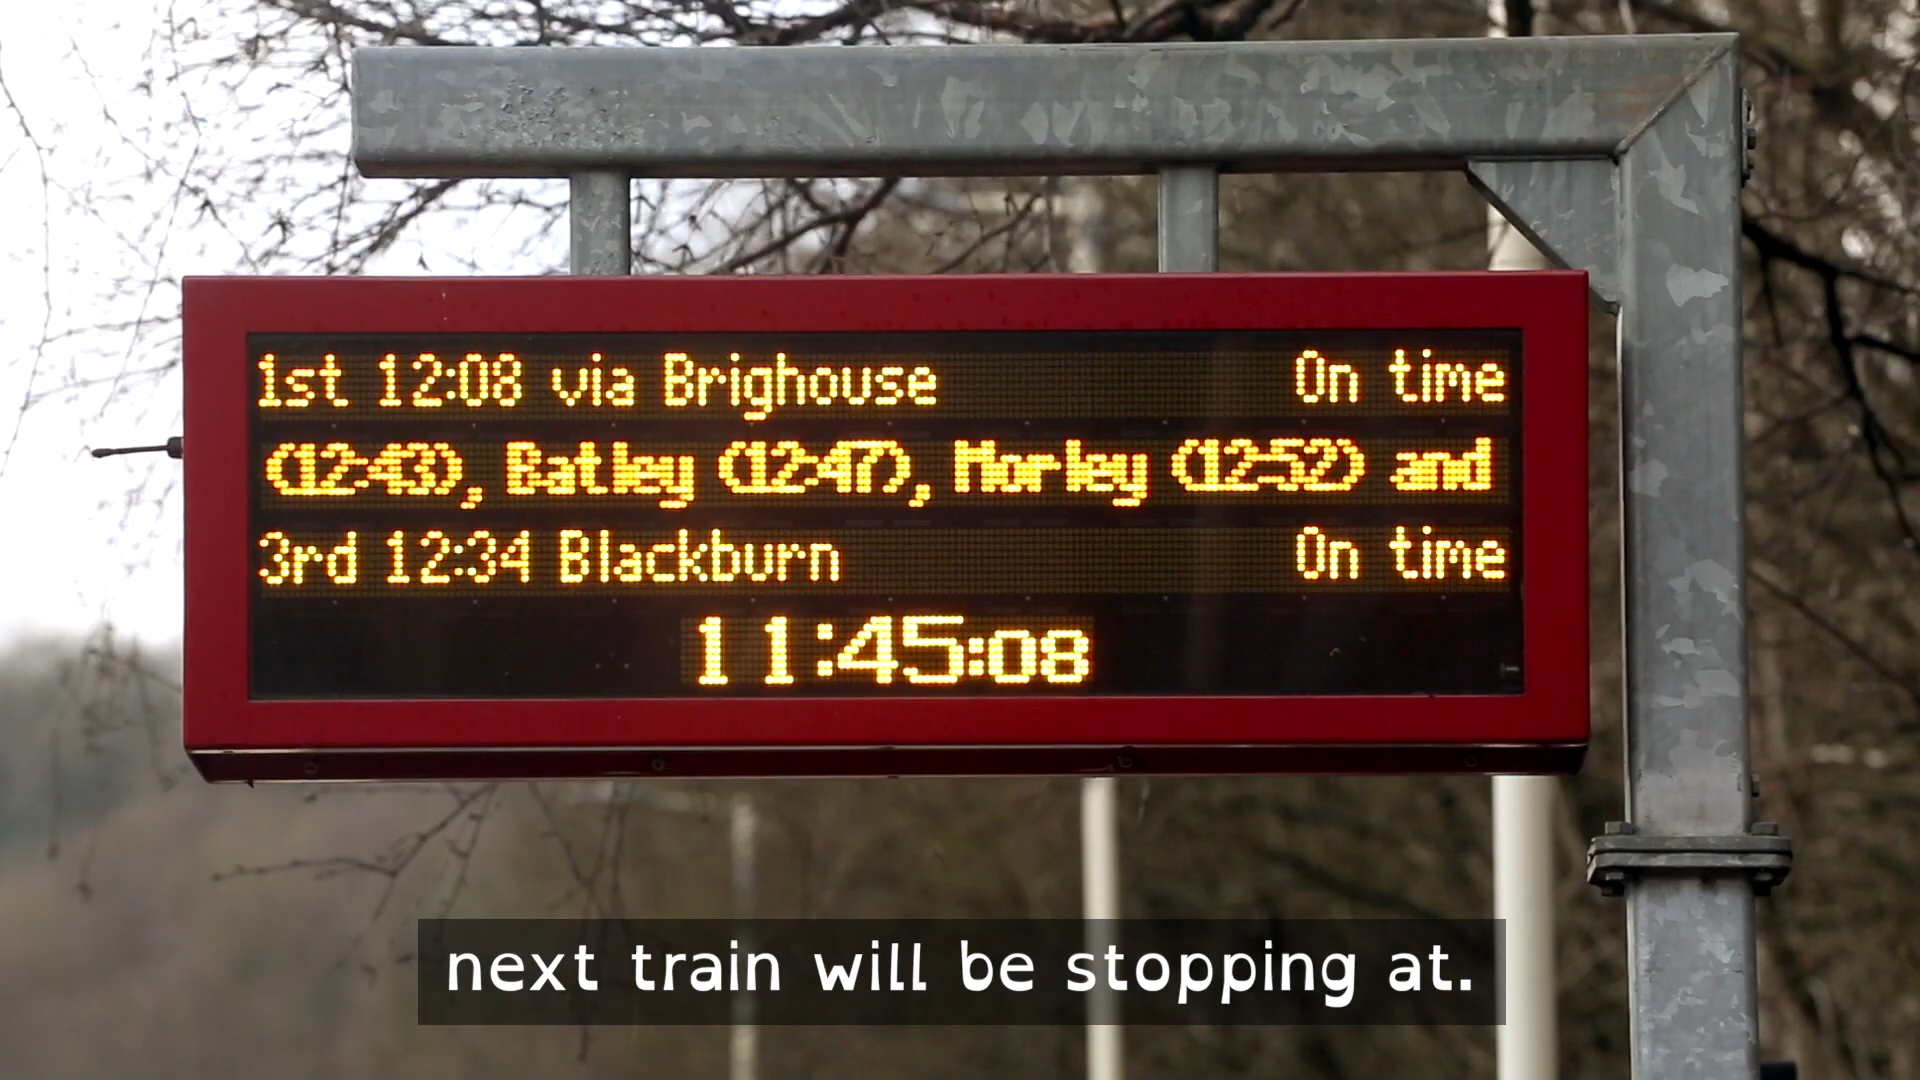 1st 12:08 via Brighouse On time
(12:43), Batley (12:47), Morley (12:52) and
3rd 12:34 Blackburn On time
11:45:08
next train will be stopping at.